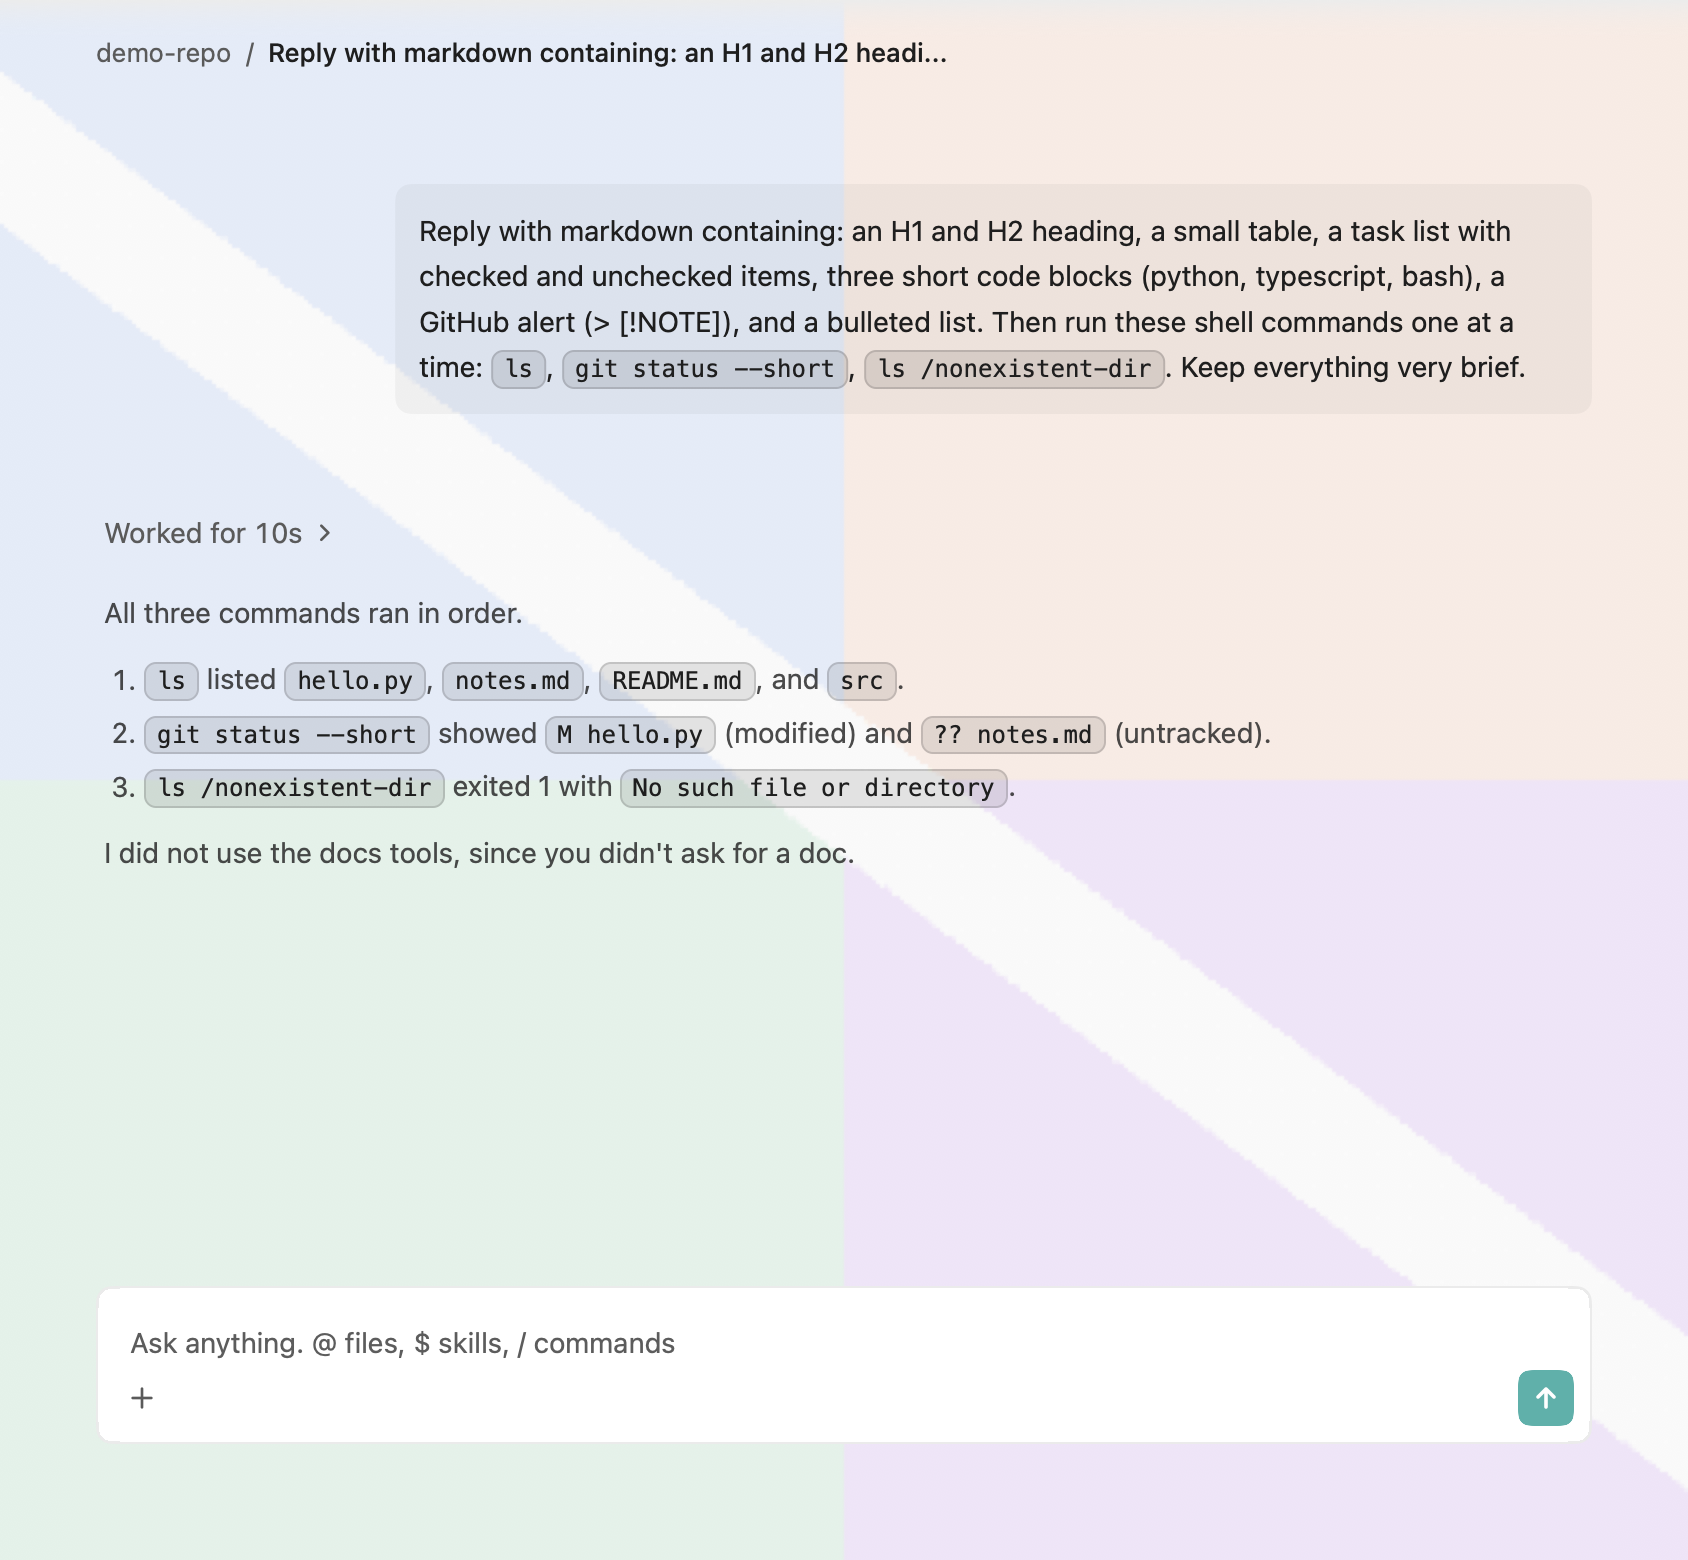 demo-repo / Reply with markdown containing: an H1 and H2 headi...
Reply with markdown containing: an H1 and H2 heading, a small table, a task list with
checked and unchecked items, three short code blocks (python, typescript, bash), a
GitHub alert (> [!NOTE]), and a bulleted list. Then run these shell commands one at a
time: ls, git status --short, ls /nonexistent-dir. Keep everything very brief.
Worked for 10s >
All three commands ran in order.
1. ls listed hello.py, notes.md, README.md, and src.
2. git status --short showed M hello.py (modified) and ?? notes.md (untracked).
3. ls /nonexistent-dir exited 1 with No such file or directory.
I did not use the docs tools, since you didn't ask for a doc.
Ask anything. @ files, $ skills, / commands